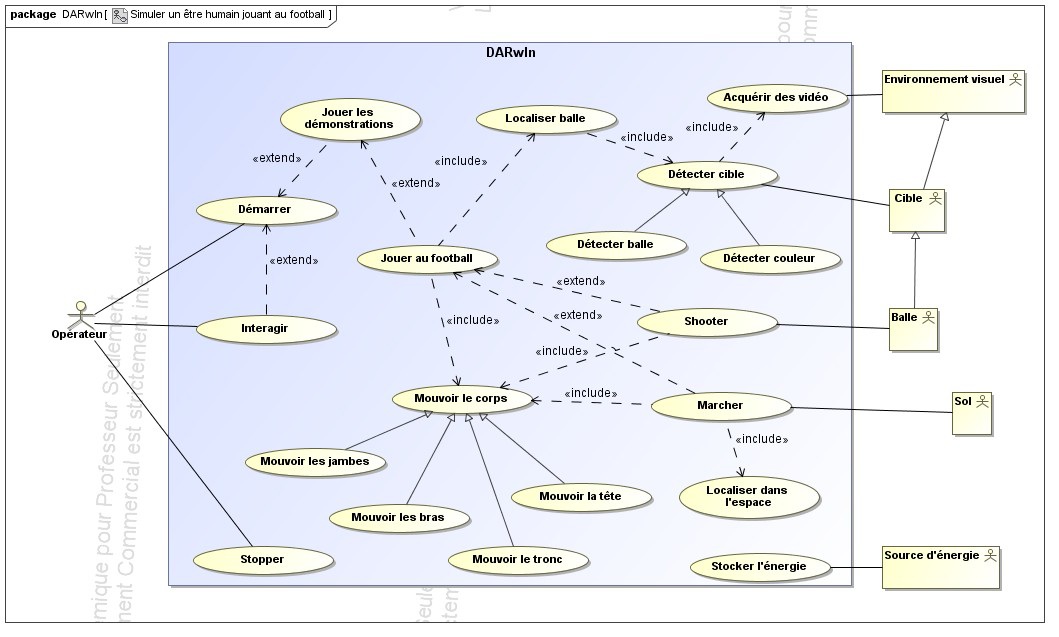 package DARwIn [ Simuler un être humain jouant au football ]
DARwIn
Jouer les
démonstrations
Localiser balle
Acquérir des vidéo
Environnement visuel
«include»
«include»
«extend»
«include»
«extend»
Détecter cible
Cible
Démarrer
Détecter balle
Détecter couleur
Jouer au football
«extend»
«extend»
Opérateur
Interagir
«include»
«extend»
Shooter
Balle
«include»
Mouvoir le corps
«include»
Marcher
Sol
«include»
Mouvoir les jambes
Mouvoir la tête
Localiser dans
l'espace
Mouvoir les bras
Stopper
Mouvoir le tronc
Stocker l'énergie
Source d'énergie
émique pour Professeur Seulement
ment Commercial est strictement interdit